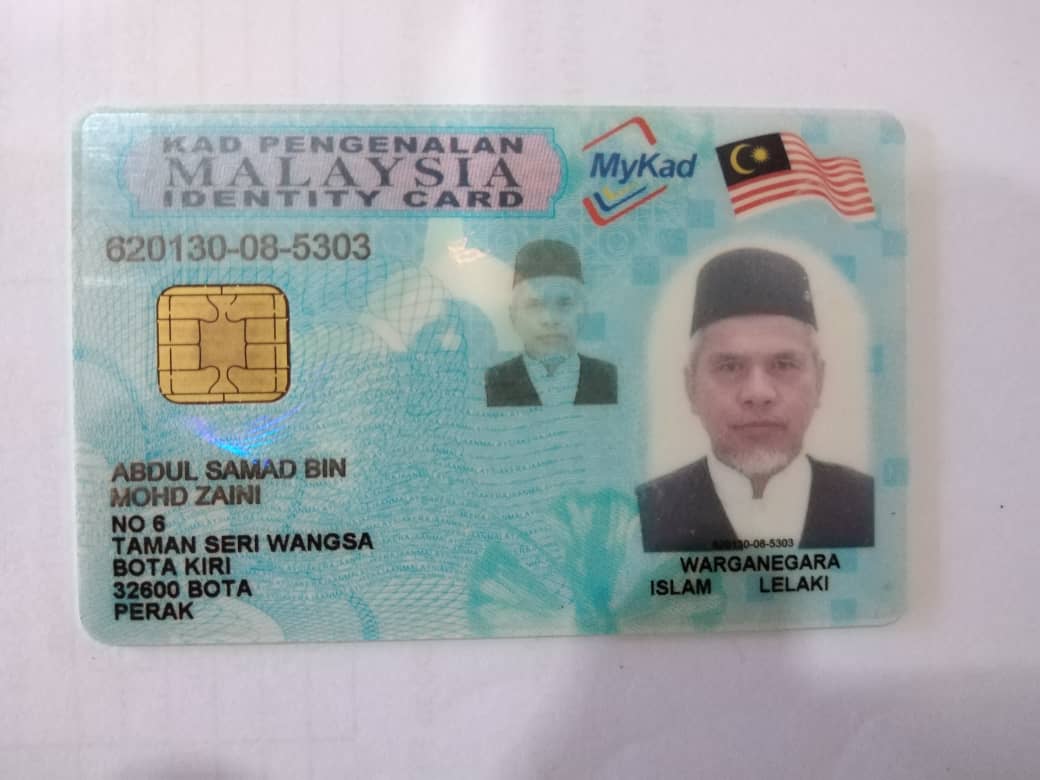 KAD PENGENALAN
MALAYSIA
IDENTITY CARD
MyKad
620130-08-5303
ABDUL SAMAD BIN
MOHD ZAINI
NO 6
TAMAN SERI WANGSA
BOTA KIRI
32600 BOTA
PERAK
620130-08-5303
WARGANEGARA
ISLAM LELAKI